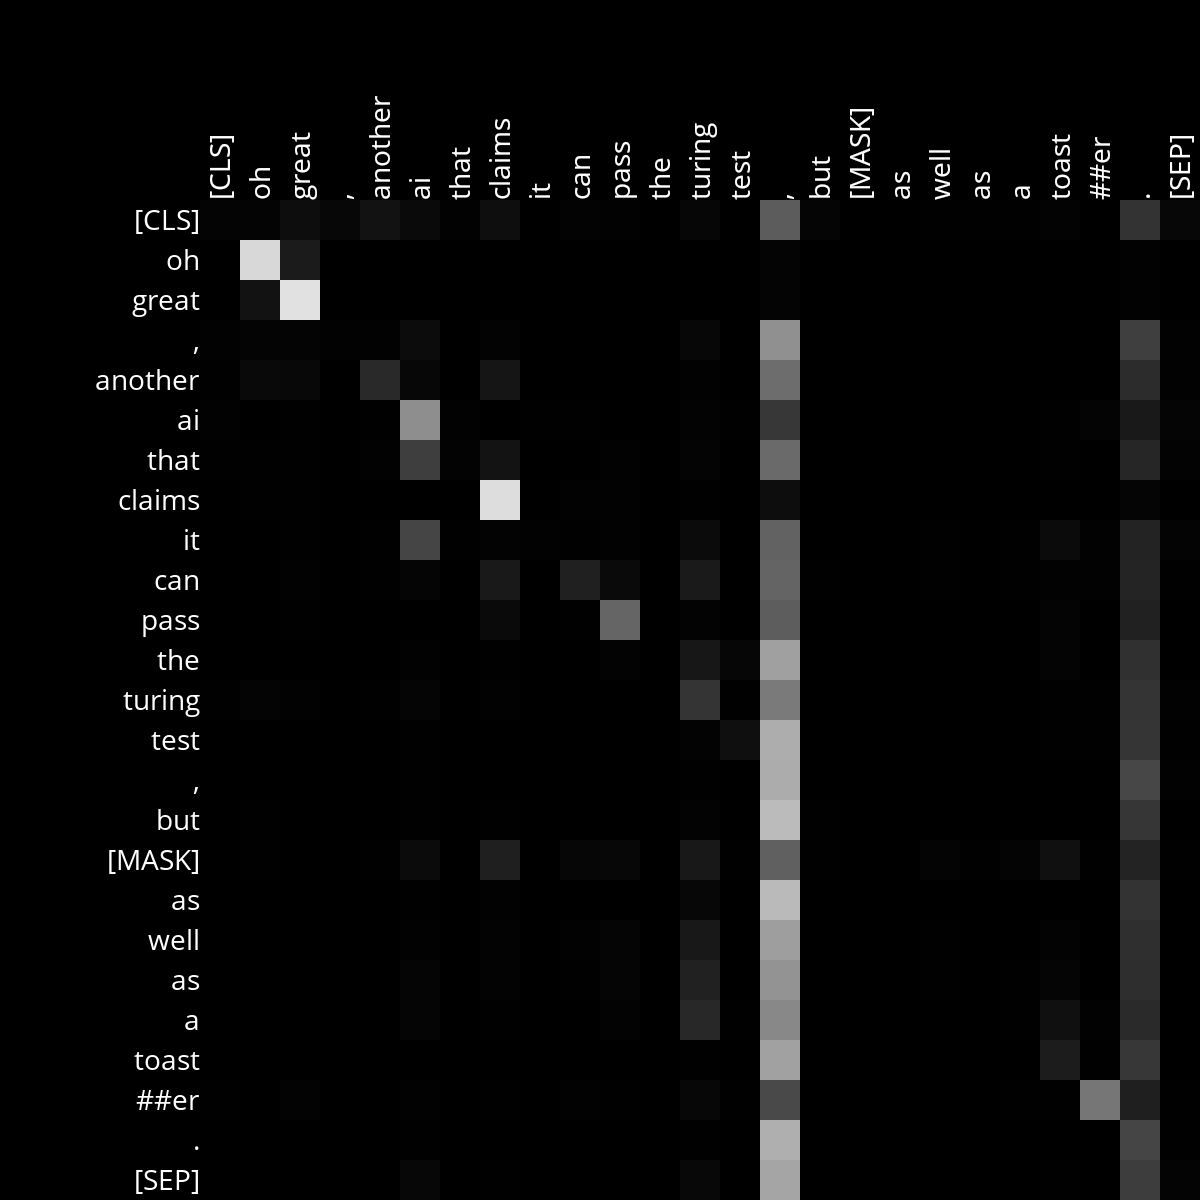 [CLS] oh great , another ai that claims it can pass the turing test , but [MASK] as well as a toast ##er . [SEP]
[CLS]
oh
great
,
another
ai
that
claims
it
can
pass
the
turing
test
,
but
[MASK]
as
well
as
a
toast
##er
.
[SEP]